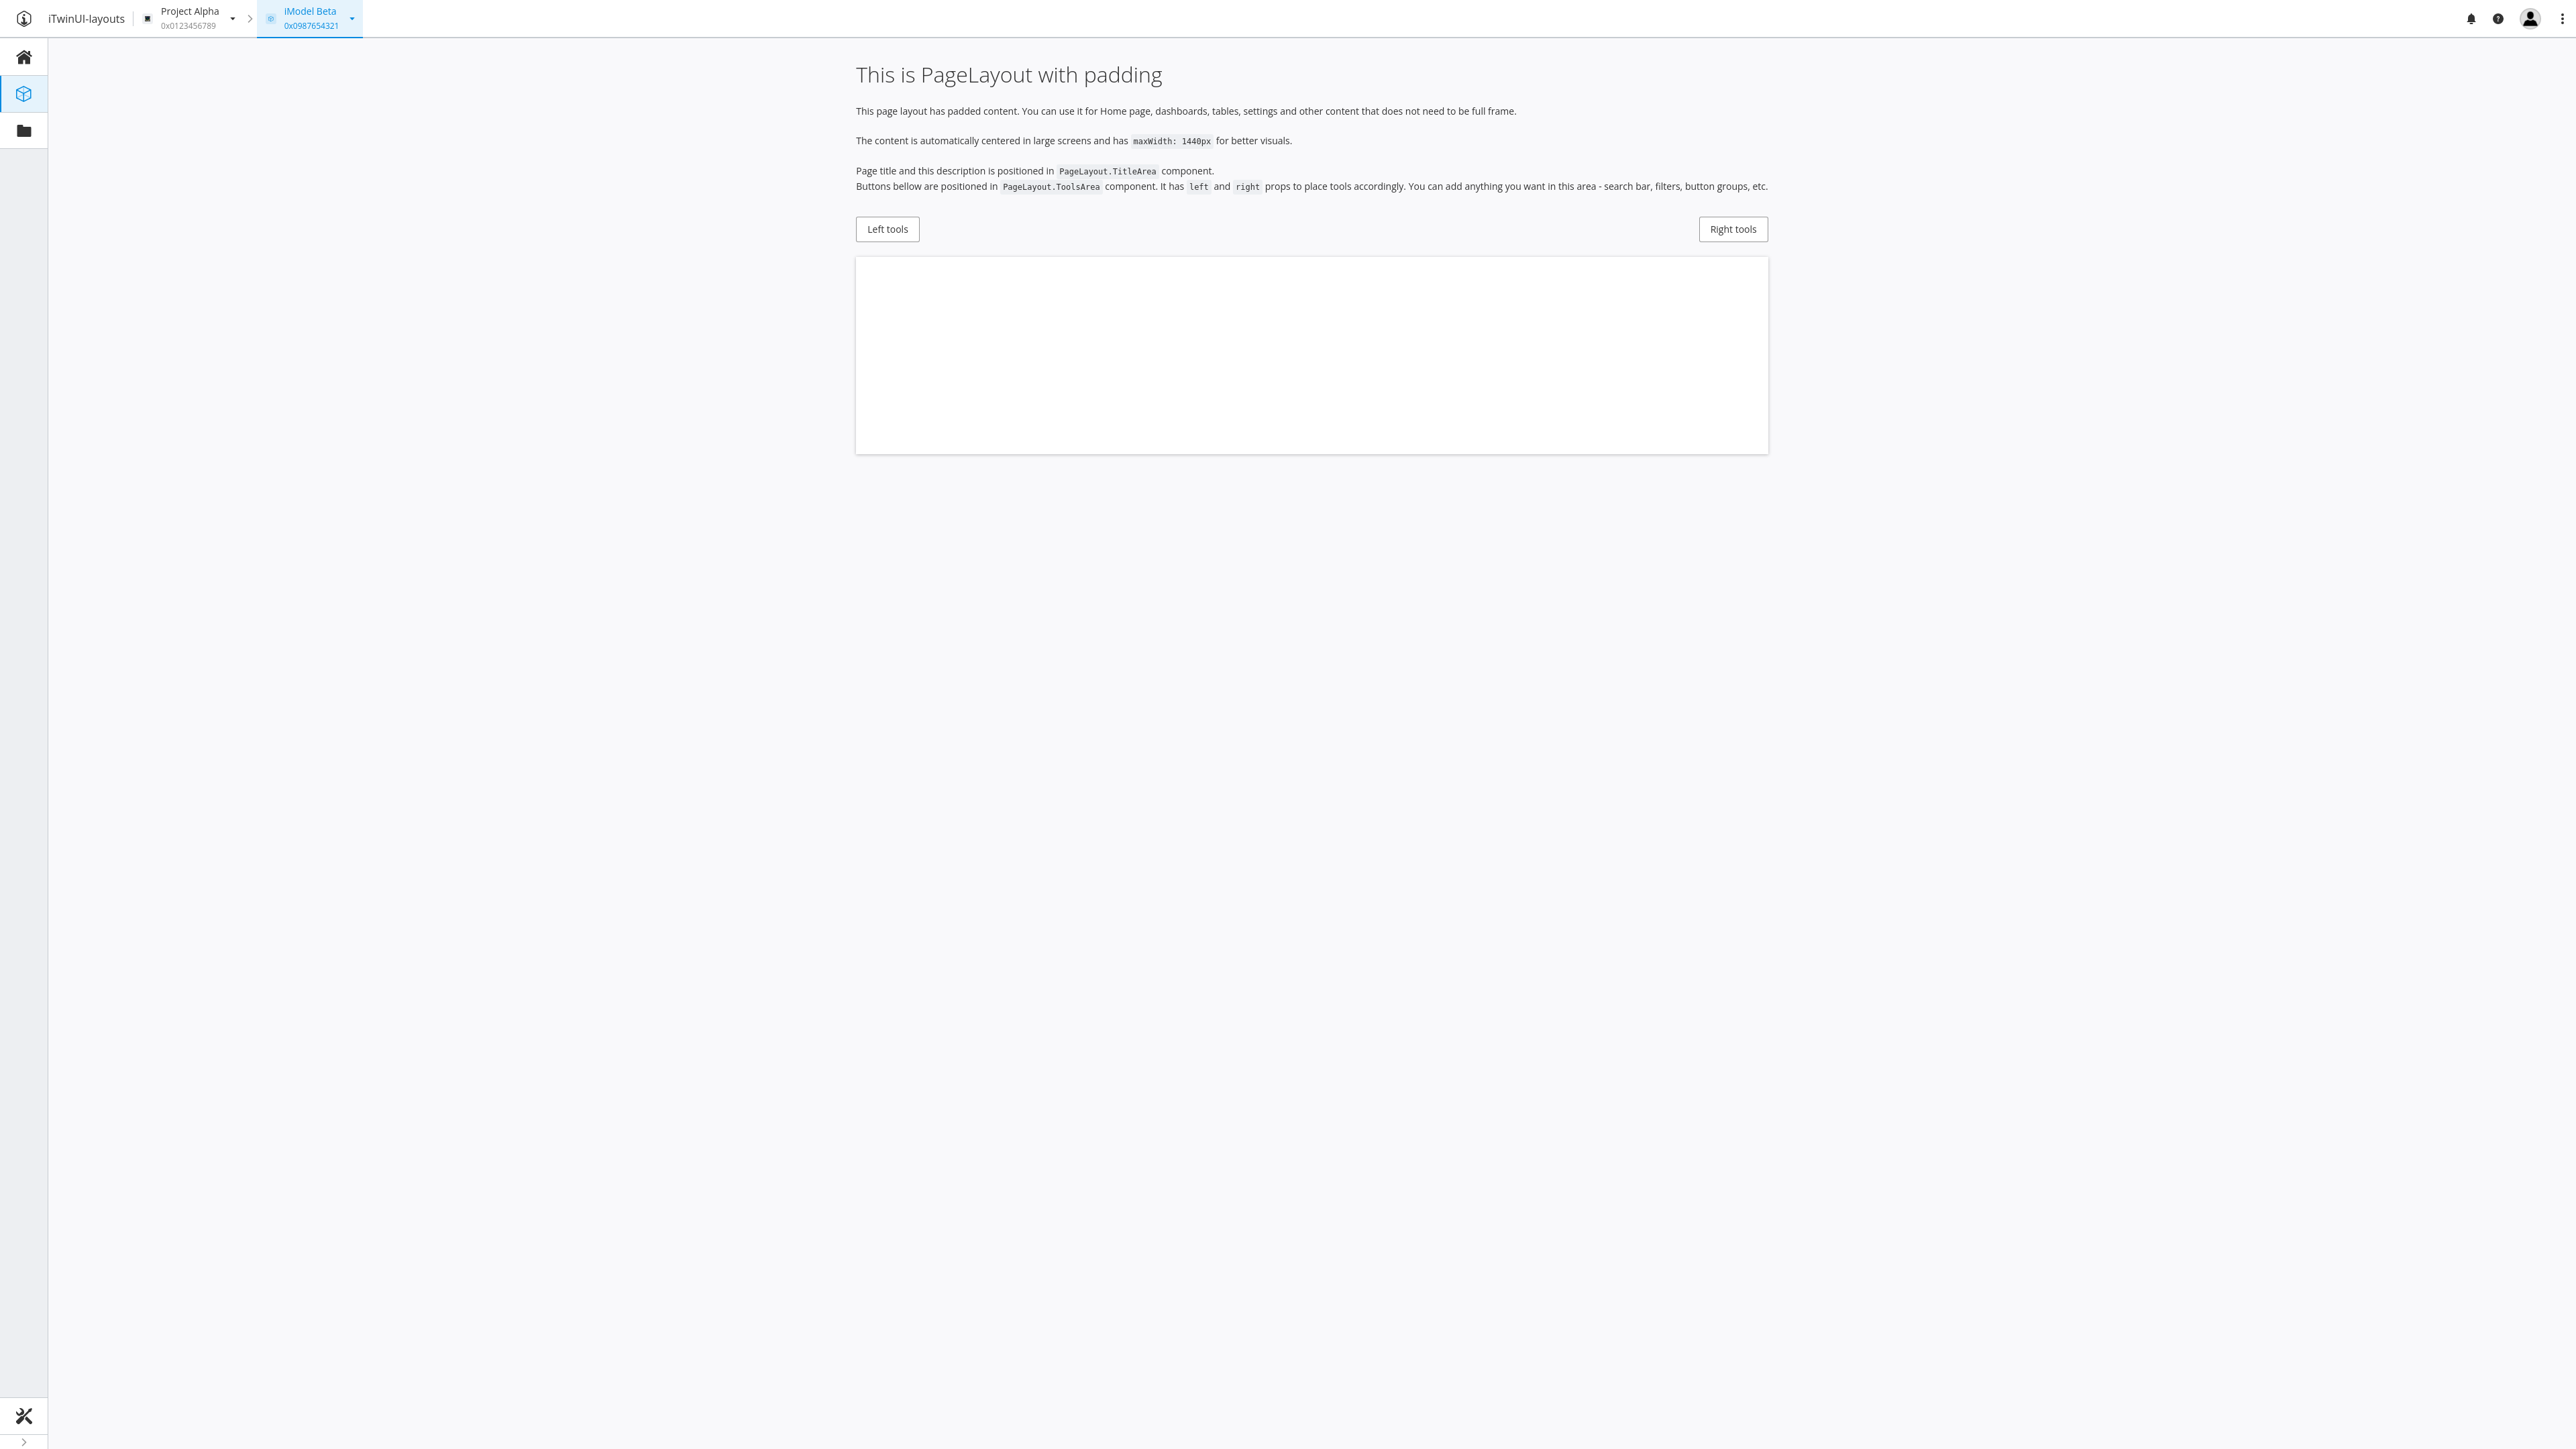 iTwinUI-layouts
Project Alpha
0x0123456789
iModel Beta
0x0987654321
This is PageLayout with padding
This page layout has padded content. You can use it for Home page, dashboards, tables, settings and other content that does not need to be full frame.
The content is automatically centered in large screens and has maxWidth: 1440px for better visuals.
Page title and this description is positioned in PageLayout.TitleArea component.
Buttons bellow are positioned in PageLayout.ToolsArea component. It has left and right props to place tools accordingly. You can add anything you want in this area - search bar, filters, button groups, etc.
Left tools
Right tools